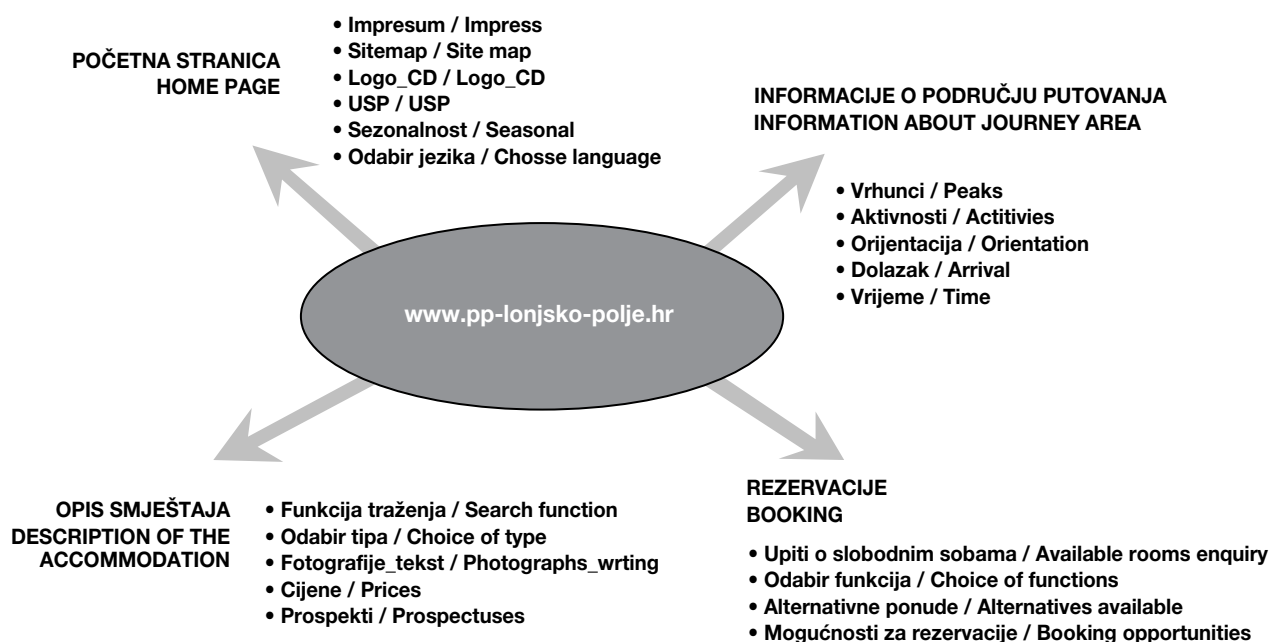 POČETNA STRANICA
HOME PAGE
• Impresum / Impress
• Sitemap / Site map
• Logo_CD / Logo_CD
• USP / USP
• Sezonalnost / Seasonal
• Odabir jezika / Chosse language
INFORMACIJE O PODRUČJU PUTOVANJA
INFORMATION ABOUT JOURNEY AREA
• Vrhunci / Peaks
• Aktivnosti / Actitivies
• Orijentacija / Orientation
• Dolazak / Arrival
• Vrijeme / Time
www.pp-lonjsko-polje.hr
OPIS SMJEŠTAJA
DESCRIPTION OF THE
ACCOMMODATION
• Funkcija traženja / Search function
• Odabir tipa / Choice of type
• Fotografije_tekst / Photographs_wrting
• Cijene / Prices
• Prospekti / Prospectuses
REZERVACIJE
BOOKING
• Upiti o slobodnim sobama / Available rooms enquiry
• Odabir funkcija / Choice of functions
• Alternativne ponude / Alternatives available
• Mogućnosti za rezervacije / Booking opportunities